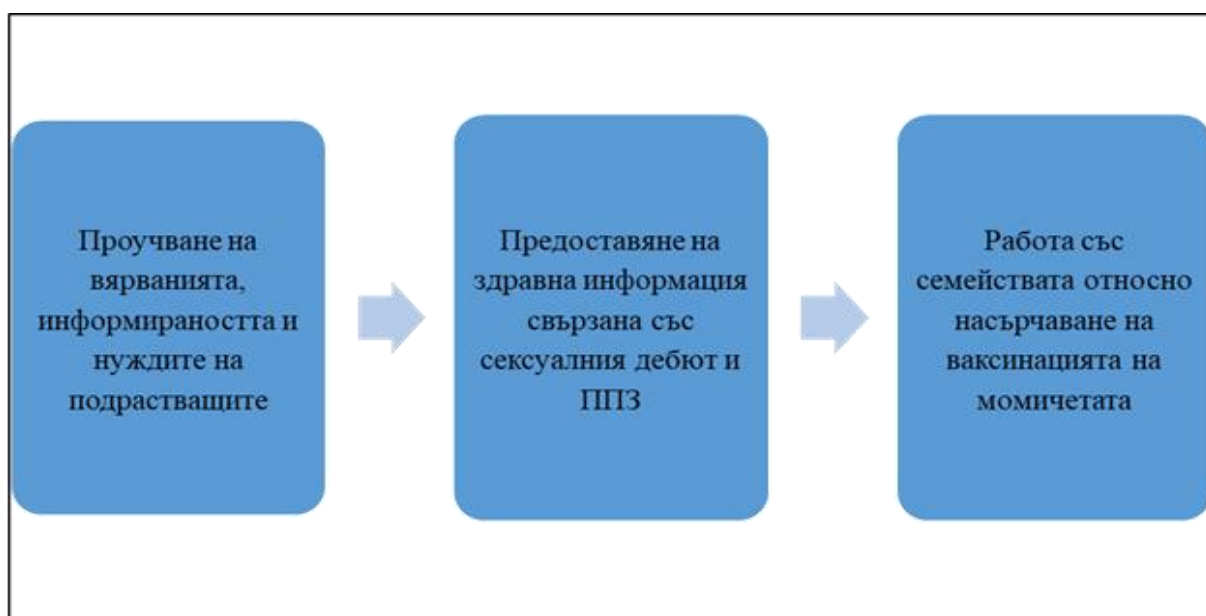 Проучване на
вярванията,
информираността и
нуждите на
подрастващите
Предоставяне на
здравна информация
свързана със
сексуалния дебют и
ППЗ
Работа със
семействата относно
насърчаване на
ваксинацията на
момичетата